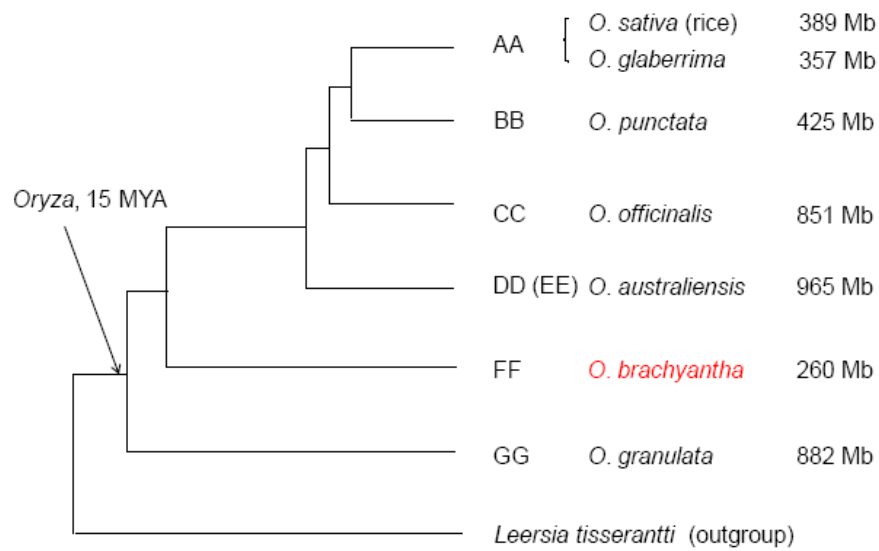 AA O. sativa (rice) 389 Mb
O. glaberrima 357 Mb
BB O. punctata 425 Mb
Oryza, 15 MYA
CC O. officinalis 851 Mb
DD (EE) O. australiensis 965 Mb
FF O. brachyantha 260 Mb
GG O. granulata 882 Mb
Leersia tisserantti (outgroup)